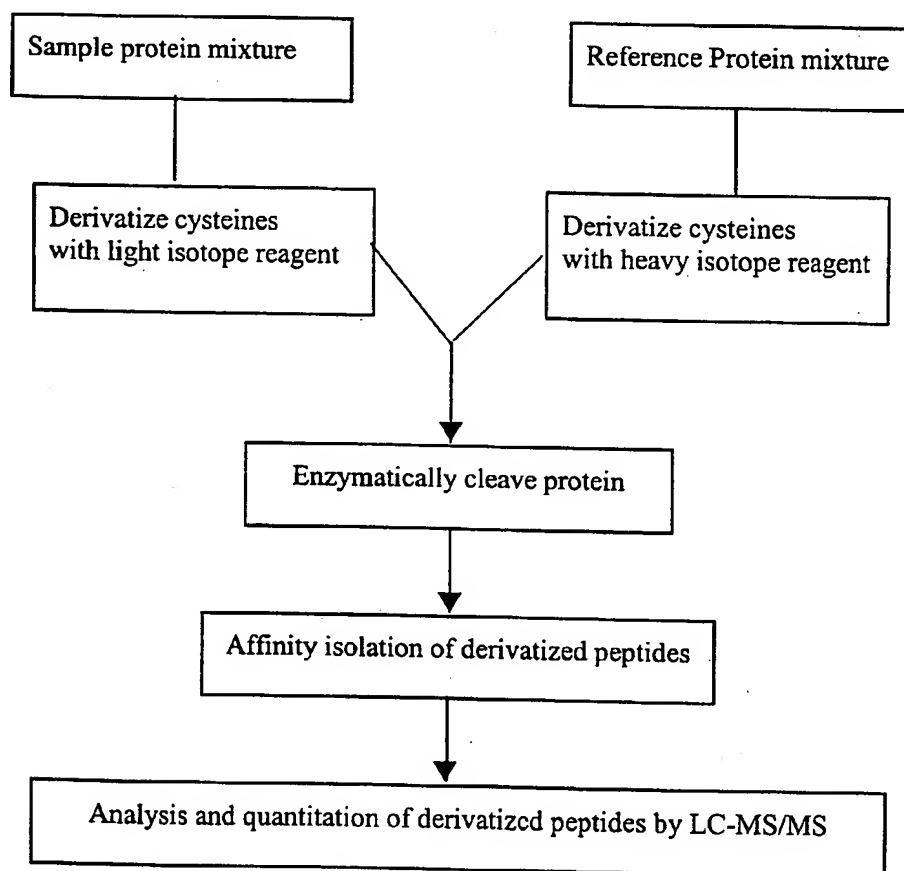 Sample protein mixture
Reference Protein mixture
Derivatize cysteines
with light isotope reagent
Derivatize cysteines
with heavy isotope reagent
Enzymatically cleave protein
Affinity isolation of derivatized peptides
Analysis and quantitation of derivatized peptides by LC-MS/MS